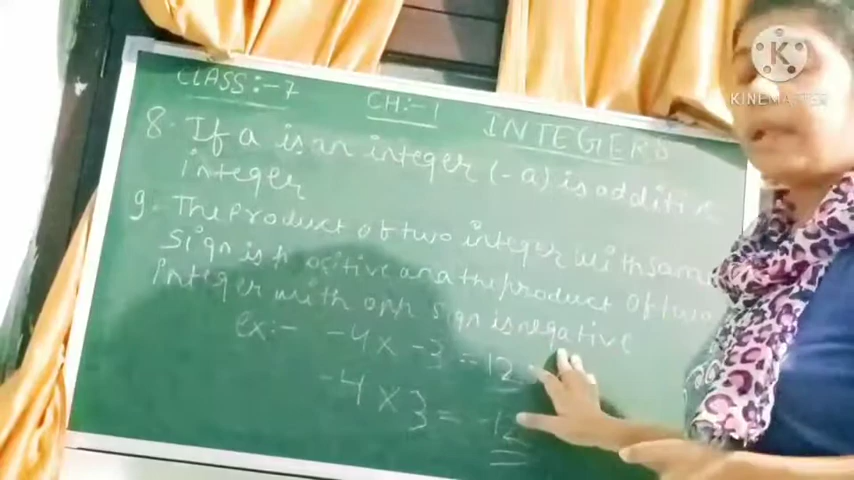 CLASS:-7 CH:-1 INTEGERS
8. If a is an integer (-a) is additive
integer
9. The product of two integer with same
sign is positive and the product of two
integer with opp sign is negative
ex:- -4 x -3 = 12
-4 x 3 = -12
K
KINEMASTER